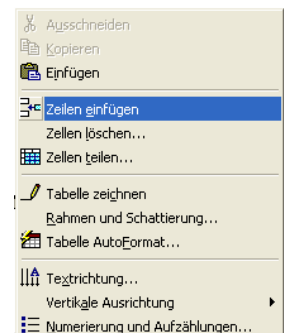 Ausschneiden
Kopieren
Einfügen
Zeilen einfügen
Zellen löschen...
Zellen teilen...
Tabelle zeichnen
Rahmen und Schattierung...
Tabelle AutoFormat...
Textrichtung...
Vertikale Ausrichtung
Numerierung und Aufzählungen...